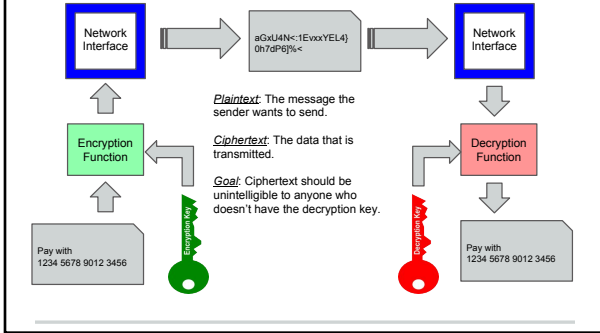 Network
Interface
aGxU4N<:1EvxxYEL4}
0h7dP6]%<
Network
Interface
Plaintext: The message the
sender wants to send.
Ciphertext: The data that is
transmitted.
Goal: Ciphertext should be
unintelligible to anyone who
doesn't have the decryption key.
Encryption
Function
Decryption
Function
Encryption Key
Decryption Key
Pay with
1234 5678 9012 3456
Pay with
1234 5678 9012 3456